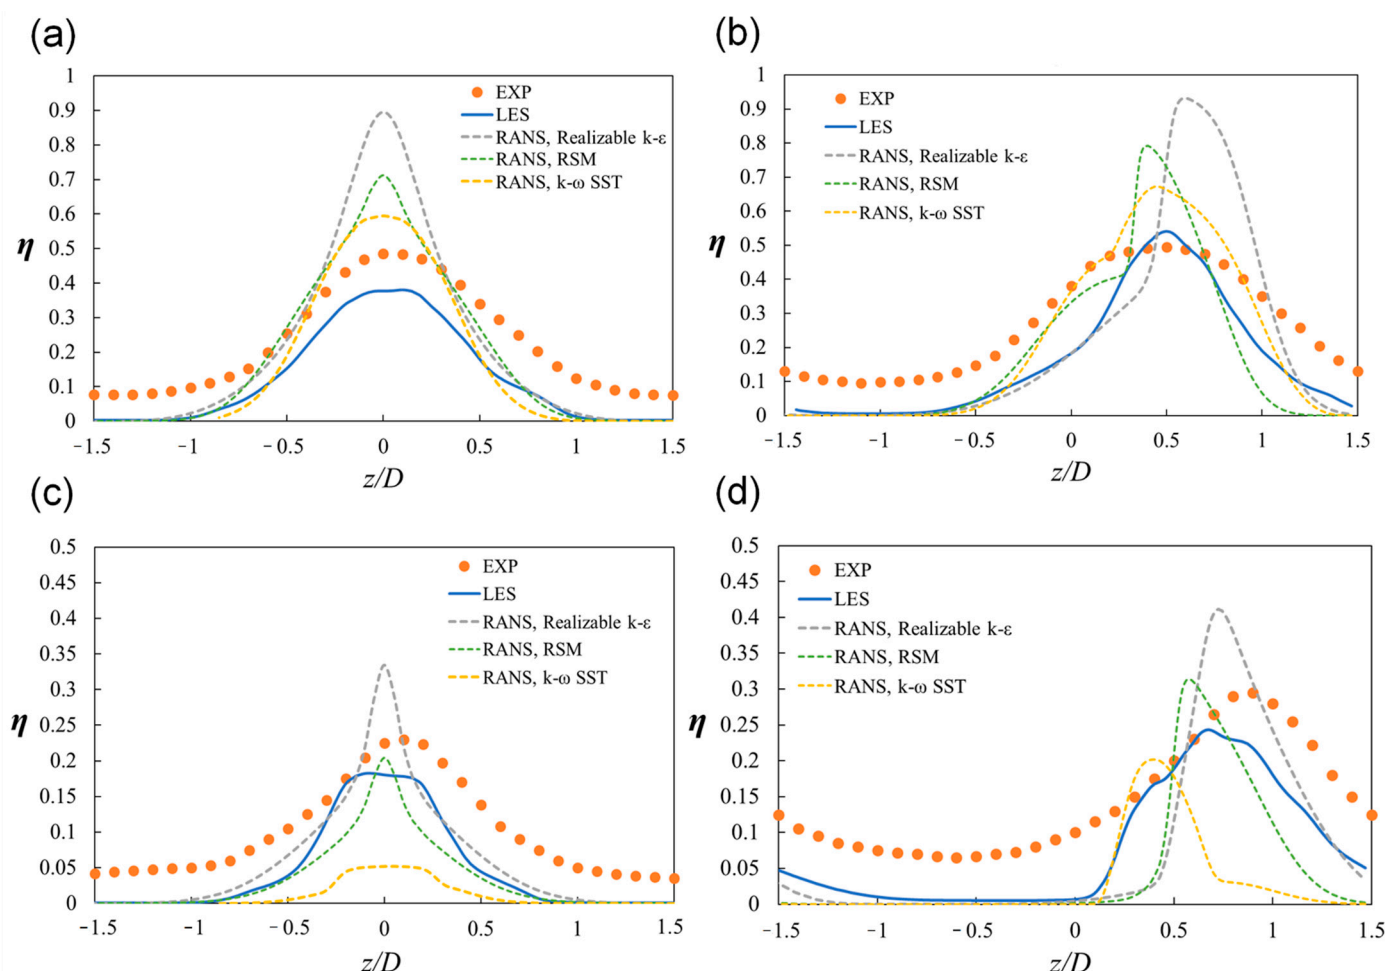 (a)
1
0.9
0.8
0.7
0.6
0.5
0.4
0.3
0.2
0.1
0
η
EXP
LES
RANS, Realizable k-ε
RANS, RSM
RANS, k-ω SST
-1.5 -1 -0.5 0 0.5 1 1.5
z/D
(b)
1
0.9
0.8
0.7
0.6
0.5
0.4
0.3
0.2
0.1
0
η
EXP
LES
RANS, Realizable k-ε
RANS, RSM
RANS, k-ω SST
-1.5 -1 -0.5 0 0.5 1 1.5
z/D
(c)
0.5
0.45
0.4
0.35
0.3
0.25
0.2
0.15
0.1
0.05
0
η
EXP
LES
RANS, Realizable k-ε
RANS, RSM
RANS, k-ω SST
-1.5 -1 -0.5 0 0.5 1 1.5
z/D
(d)
0.5
0.45
0.4
0.35
0.3
0.25
0.2
0.15
0.1
0.05
0
η
EXP
LES
RANS, Realizable k-ε
RANS, RSM
RANS, k-ω SST
-1.5 -1 -0.5 0 0.5 1 1.5
z/D